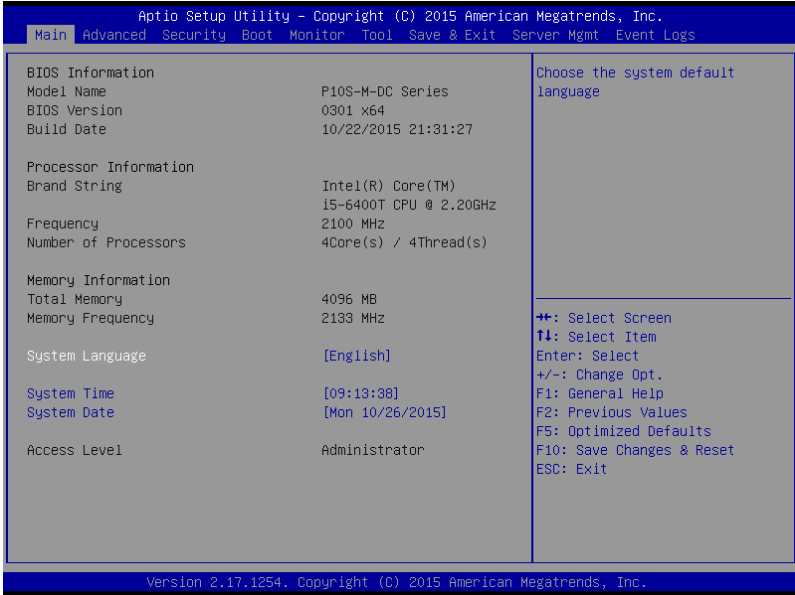 Aptio Setup Utility – Copyright (C) 2015 American Megatrends, Inc.
Main Advanced Security Boot Monitor Tool Save & Exit Server Mgmt Event Logs
BIOS Information
Model Name P10S-M-DC Series
BIOS Version 0301 x64
Build Date 10/22/2015 21:31:27
Processor Information
Brand String Intel(R) Core(TM)
i5-6400T CPU @ 2.20GHz
Frequency 2100 MHz
Number of Processors 4Core(s) / 4Thread(s)
Memory Information
Total Memory 4096 MB
Memory Frequency 2133 MHz
System Language [English]
System Time [09:13:38]
System Date [Mon 10/26/2015]
Access Level Administrator
Choose the system default
language
→←: Select Screen
↑↓: Select Item
Enter: Select
+/-: Change Opt.
F1: General Help
F2: Previous Values
F5: Optimized Defaults
F10: Save Changes & Reset
ESC: Exit
Version 2.17.1254. Copyright (C) 2015 American Megatrends, Inc.